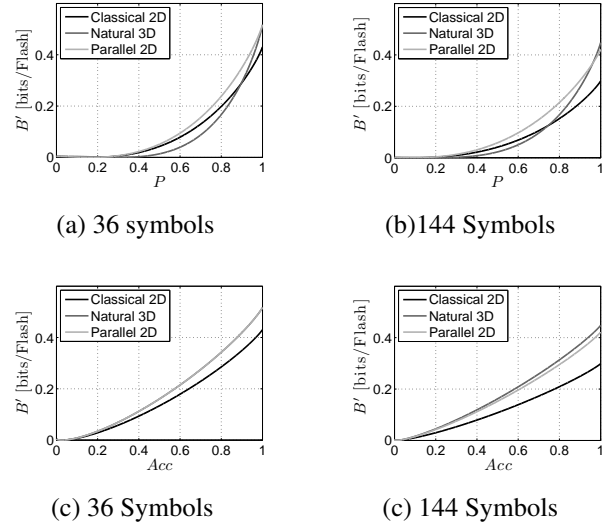 B′ [bits/Flash]
Classical 2D
Natural 3D
Parallel 2D
0.4
0.2
0
0 0.2 0.4 0.6 0.8 1
P
(a) 36 symbols
B′ [bits/Flash]
Classical 2D
Natural 3D
Parallel 2D
0.4
0.2
0
0 0.2 0.4 0.6 0.8 1
P
(b)144 Symbols
B′ [bits/Flash]
Classical 2D
Natural 3D
Parallel 2D
0.4
0.2
0
0 0.2 0.4 0.6 0.8 1
Acc
(c) 36 Symbols
B′ [bits/Flash]
Classical 2D
Natural 3D
Parallel 2D
0.4
0.2
0
0 0.2 0.4 0.6 0.8 1
Acc
(c) 144 Symbols